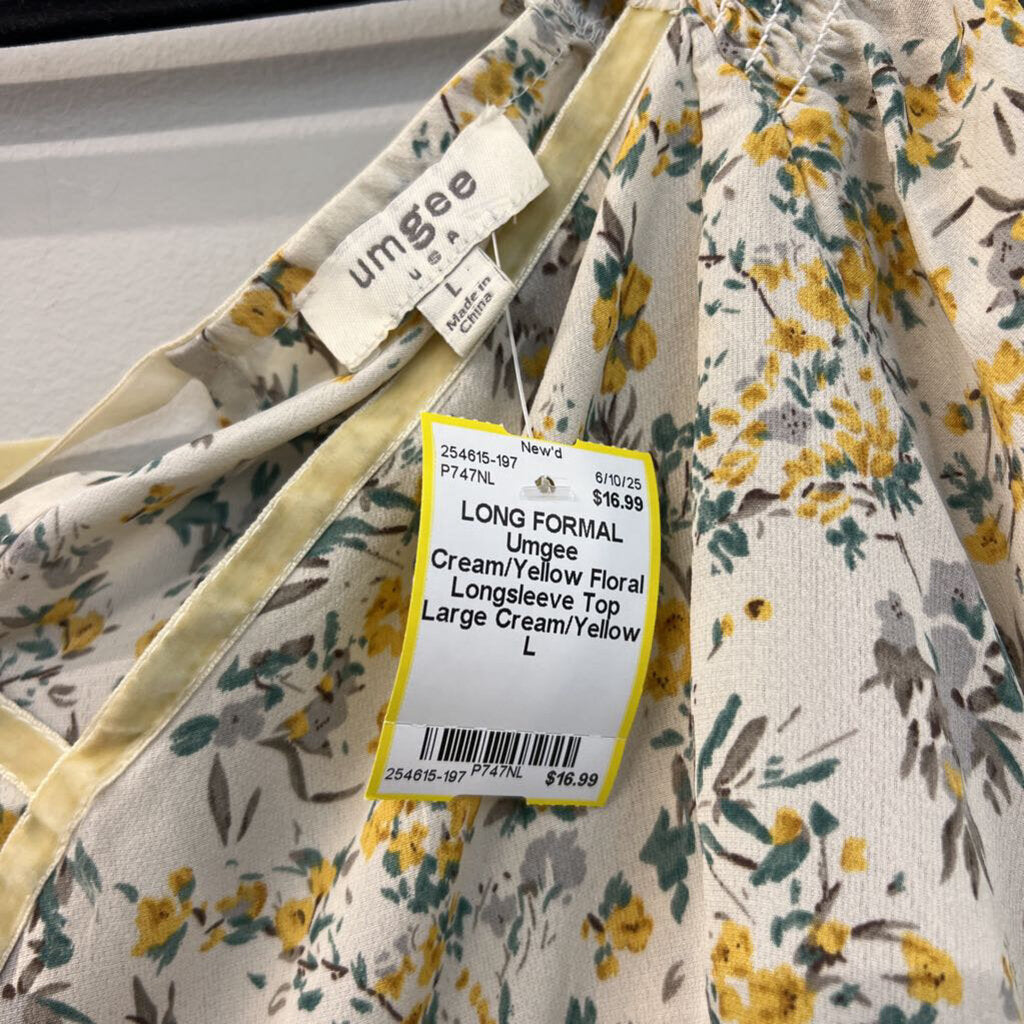 umgee
USA
L
Made in
China
New'd
254615-197
P747NL
6/10/25
$16.99
LONG FORMAL
Umgee
Cream/Yellow Floral
Longsleeve Top
Large Cream/Yellow
L
254615-197 P747NL $16.99